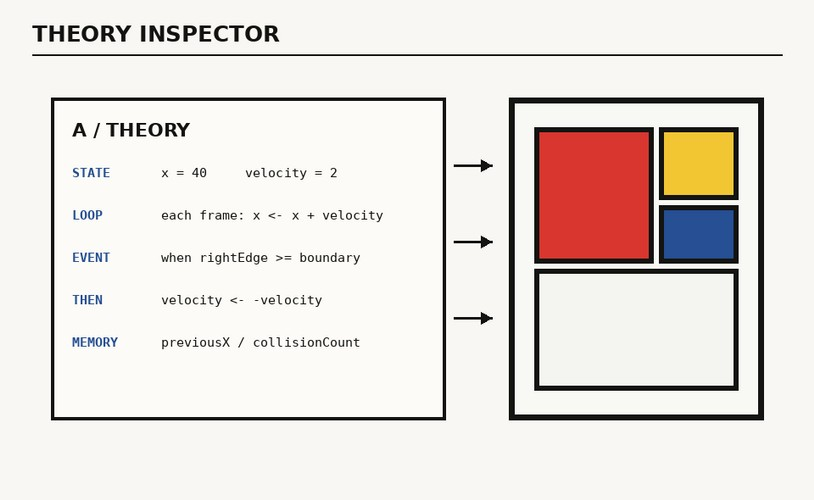 THEORY INSPECTOR
A / THEORY
STATE x = 40 velocity = 2
LOOP each frame: x <- x + velocity
EVENT when rightEdge >= boundary
THEN velocity <- -velocity
MEMORY previousX / collisionCount